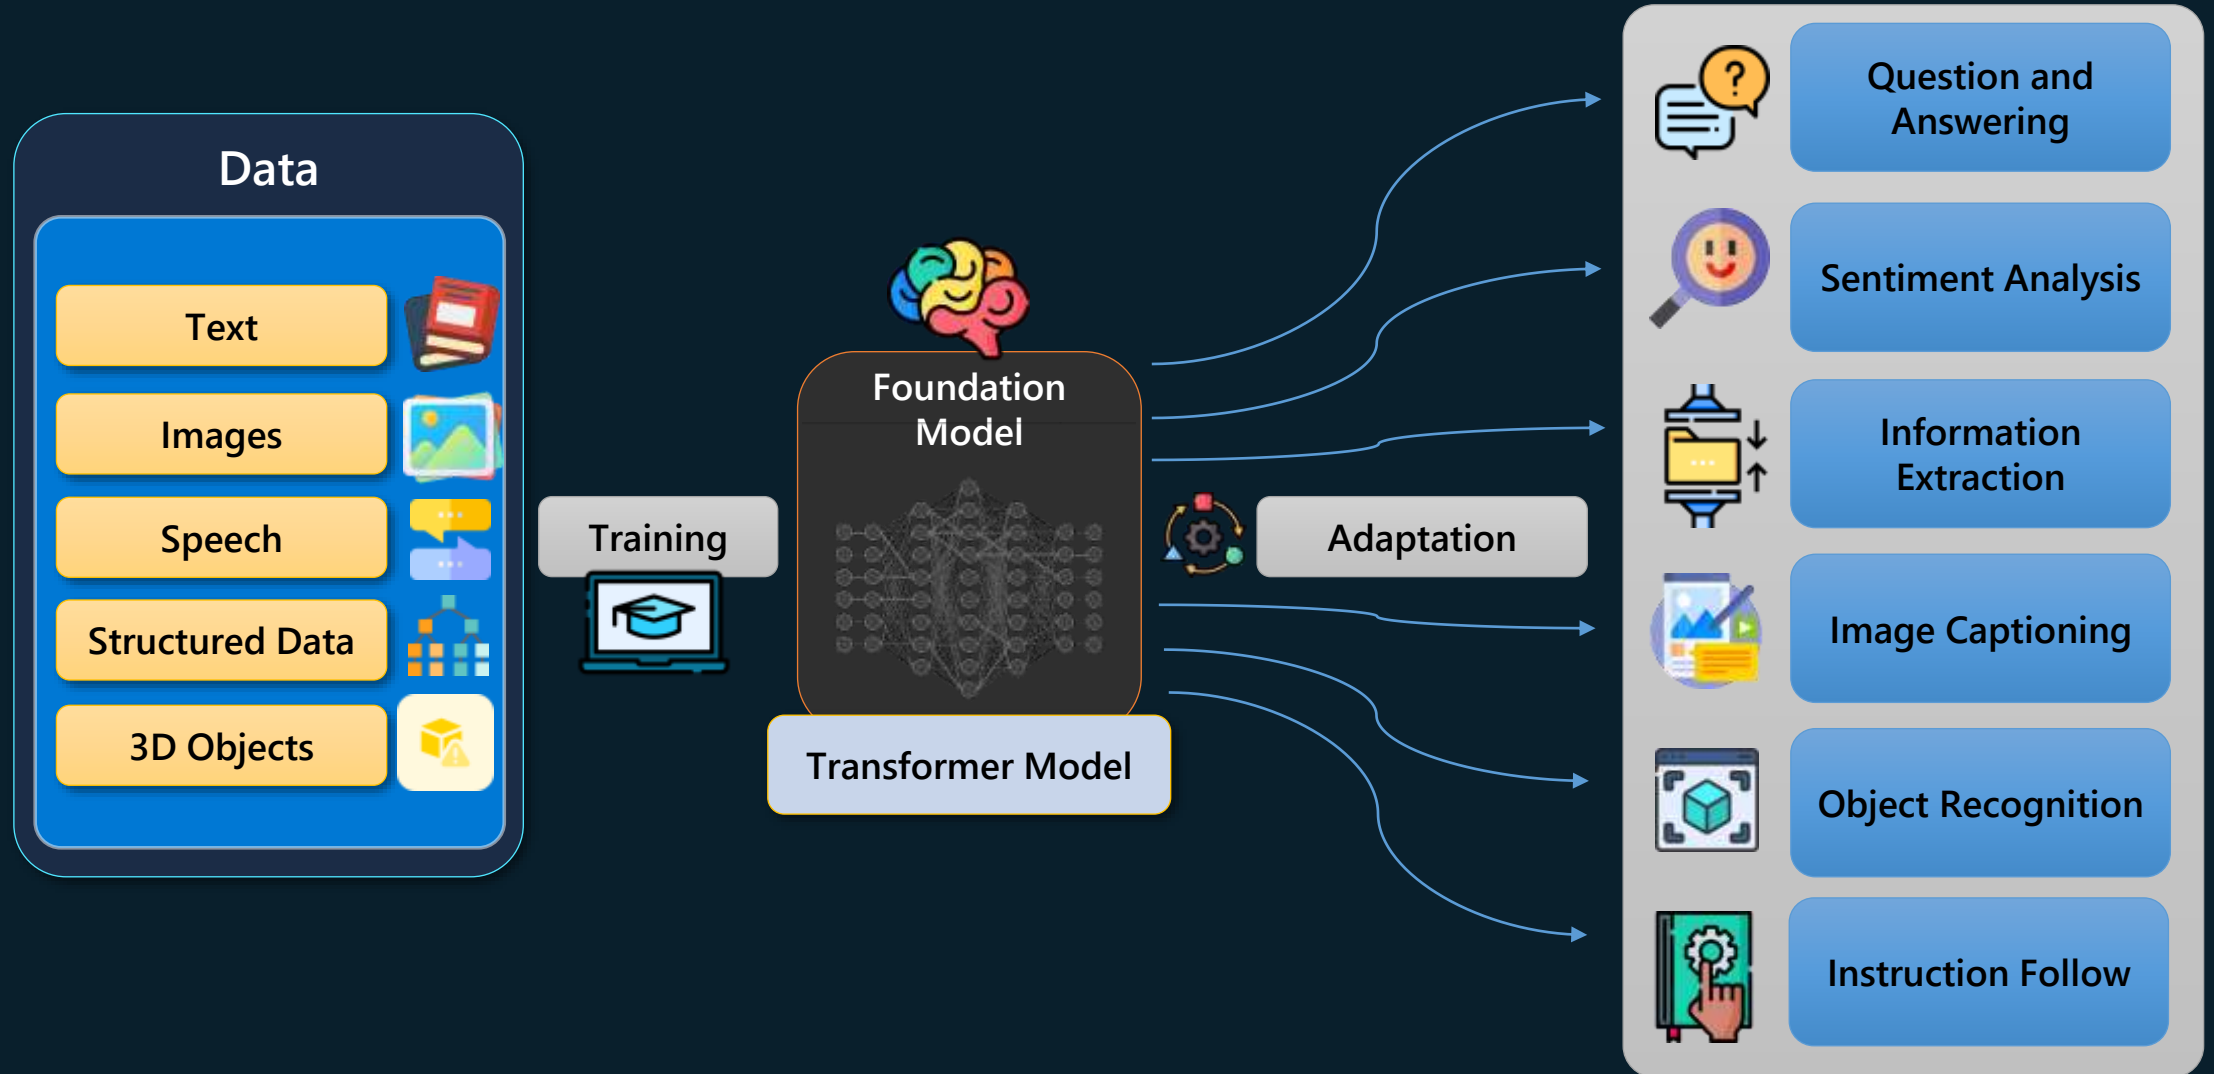 Data
Text
Images
Speech
Structured Data
3D Objects
Training
Foundation
Model
Transformer Model
Adaptation
Question and
Answering
Sentiment Analysis
Information
Extraction
Image Captioning
Object Recognition
Instruction Follow